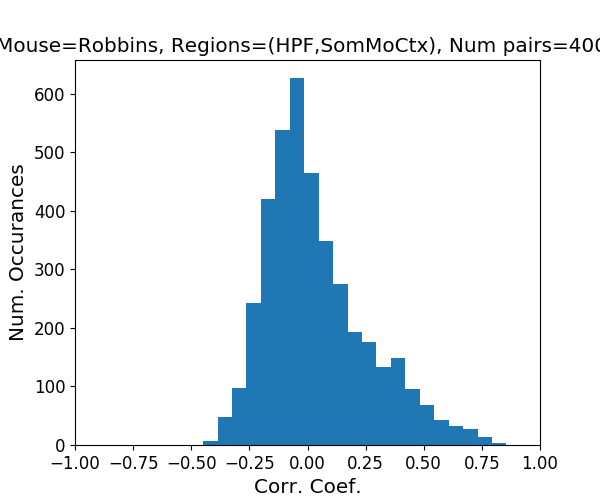 Mouse=Robbins, Regions=(HPF,SomMoCtx), Num pairs=400
600
500
400
300
200
100
0
Num. Occurances
−1.00 −0.75 −0.50 −0.25 0.00 0.25 0.50 0.75 1.00
Corr. Coef.